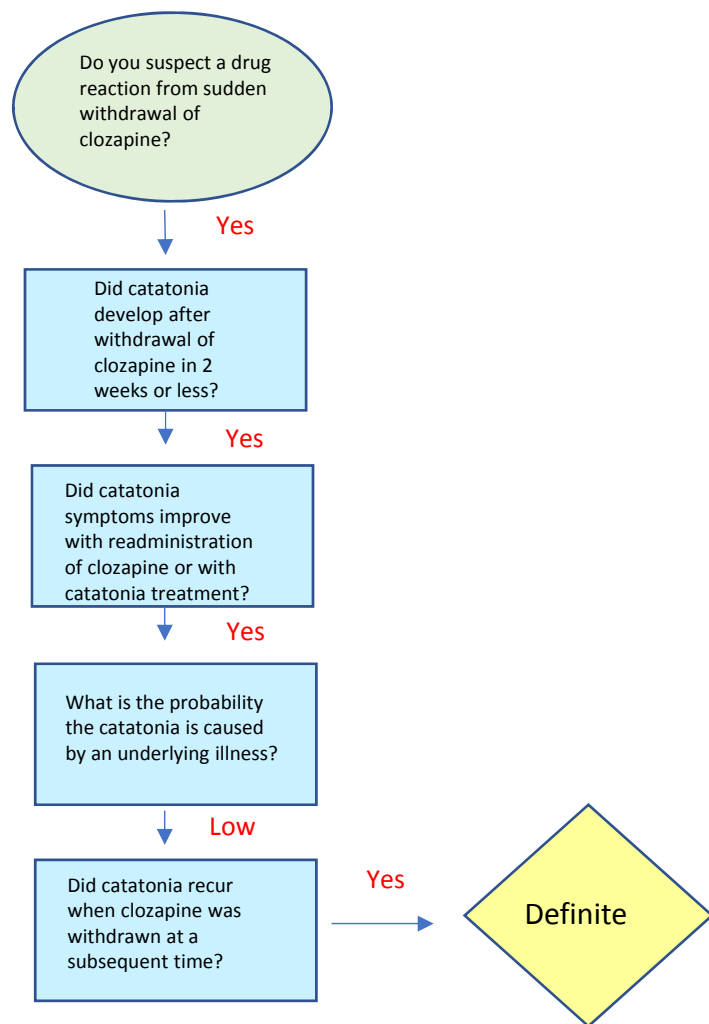 Do you suspect a drug
reaction from sudden
withdrawal of
clozapine?
Yes
Did catatonia
develop after
withdrawal of
clozapine in 2
weeks or less?
Yes
Did catatonia
symptoms improve
with readministration
of clozapine or with
catatonia treatment?
Yes
What is the probability
the catatonia is caused
by an underlying illness?
Low
Did catatonia recur
when clozapine was
withdrawn at a
subsequent time?
Yes
Definite